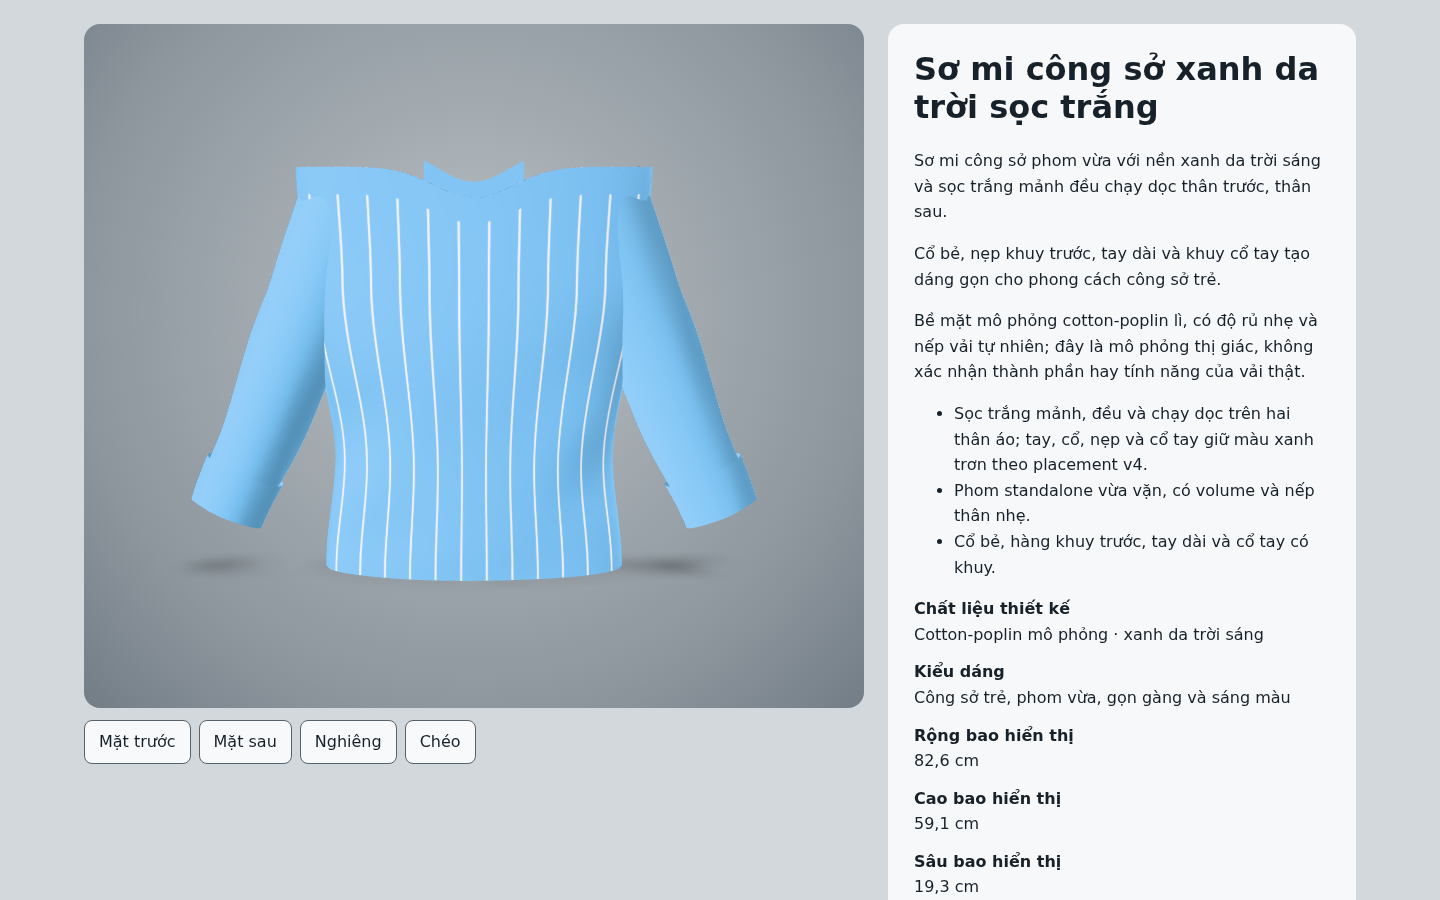 Sơ mi công sở xanh da
trời sọc trắng
Sơ mi công sở phom vừa với nền xanh da trời sáng
và sọc trắng mảnh đều chạy dọc thân trước, thân
sau.
Cổ bẻ, nẹp khuy trước, tay dài và khuy cổ tay tạo
dáng gọn cho phong cách công sở trẻ.
Bề mặt mô phỏng cotton-poplin lì, có độ rủ nhẹ và
nếp vải tự nhiên; đây là mô phỏng thị giác, không
xác nhận thành phần hay tính năng của vải thật.
• Sọc trắng mảnh, đều và chạy dọc trên hai
thân áo; tay, cổ, nẹp và cổ tay giữ màu xanh
trơn theo placement v4.
• Phom standalone vừa vặn, có volume và nếp
thân nhẹ.
• Cổ bẻ, hàng khuy trước, tay dài và cổ tay có
khuy.
Chất liệu thiết kế
Cotton-poplin mô phỏng · xanh da trời sáng
Kiểu dáng
Công sở trẻ, phom vừa, gọn gàng và sáng màu
Rộng bao hiển thị
82,6 cm
Cao bao hiển thị
59,1 cm
Sâu bao hiển thị
19,3 cm
Mặt trước
Mặt sau
Nghiêng
Chéo